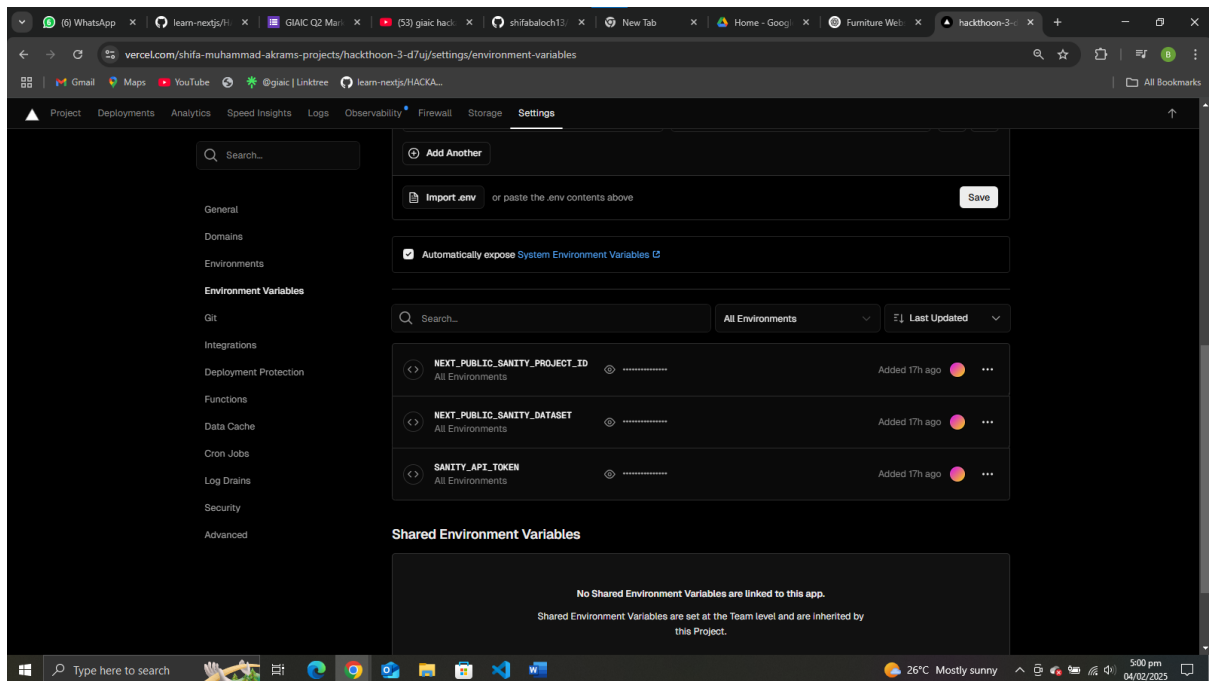 (6) WhatsApp
learn-nextjs/H
GIAIC Q2 Mar
(53) giaic hack
shifabaloch13/
New Tab
Home - Googl
Furniture Web
hackthoon-3-d
vercel.com/shifa-muhammad-akrams-projects/hackthoon-3-d7uj/settings/environment-variables
B
Gmail
Maps
YouTube
@giaic | Linktree
learn-nextjs/HACKA...
All Bookmarks
Project
Deployments
Analytics
Speed Insights
Logs
Observability
Firewall
Storage
Settings
Search...
Add Another
Import .env
or paste the .env contents above
Save
General
Domains
Environments
Environment Variables
Git
Integrations
Deployment Protection
Functions
Data Cache
Cron Jobs
Log Drains
Security
Advanced
Automatically expose System Environment Variables
Search...
All Environments
Last Updated
NEXT_PUBLIC_SANITY_PROJECT_ID
All Environments
Added 17h ago
NEXT_PUBLIC_SANITY_DATASET
All Environments
Added 17h ago
SANITY_API_TOKEN
All Environments
Added 17h ago
Shared Environment Variables
No Shared Environment Variables are linked to this app.
Shared Environment Variables are set at the Team level and are inherited by
this Project.
Type here to search
26°C Mostly sunny
5:00 pm
04/02/2025